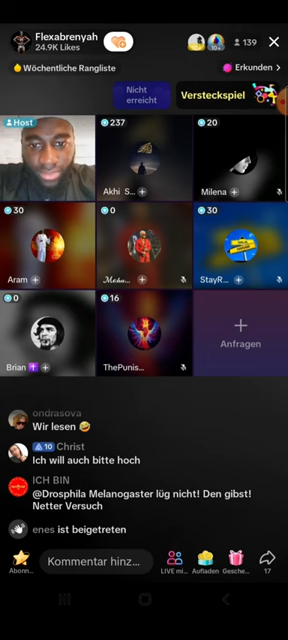 Flexabrenyah
24.9K Likes
10+
139
Wöchentliche Rangliste
Erkunden >
Nicht
erreicht
Versteckspiel
Host
237
Akhi S...
20
Milena
30
Aram
0
30
StayR...
0
Brian
16
ThePunis...
+
Anfragen
ondrasova
Wir lesen 🤣
10 Christ
Ich will auch bitte hoch
ICH BIN
@Drosphila Melanogaster lüg nicht! Den gibst!
Netter Versuch
enes ist beigetreten
Kommentar hinz...
Abonn..
LIVE mi...
Aufladen
Gesche...
17